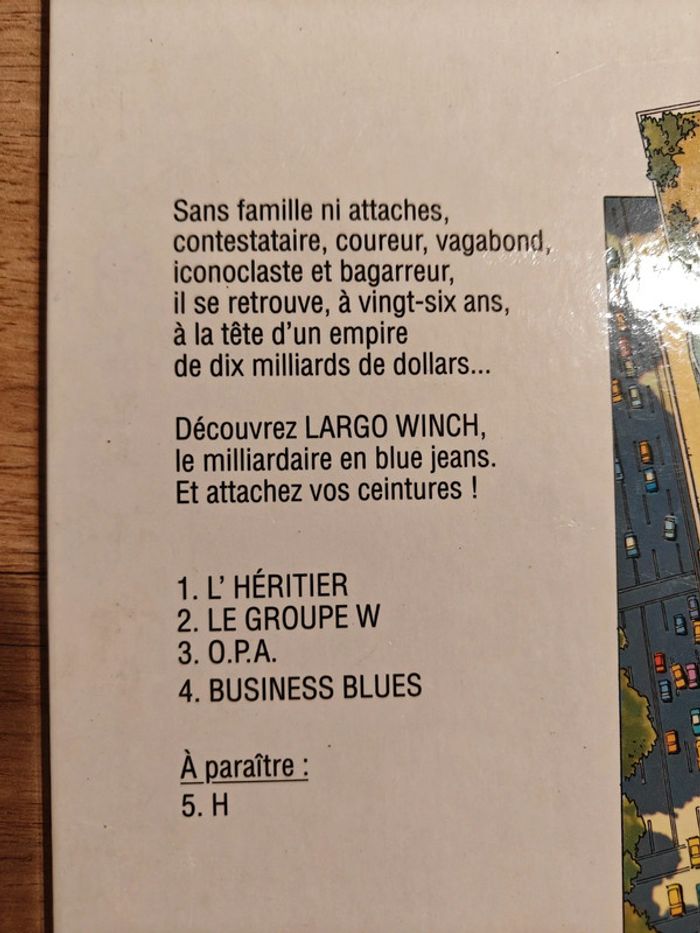 Sans famille ni attaches,
contestataire, coureur, vagabond,
iconoclaste et bagarreur,
il se retrouve, à vingt-six ans,
à la tête d'un empire
de dix milliards de dollars...
Découvrez LARGO WINCH,
le milliardaire en blue jeans.
Et attachez vos ceintures !
1. L' HÉRITIER
2. LE GROUPE W
3. O.P.A.
4. BUSINESS BLUES
À paraître :
5. H